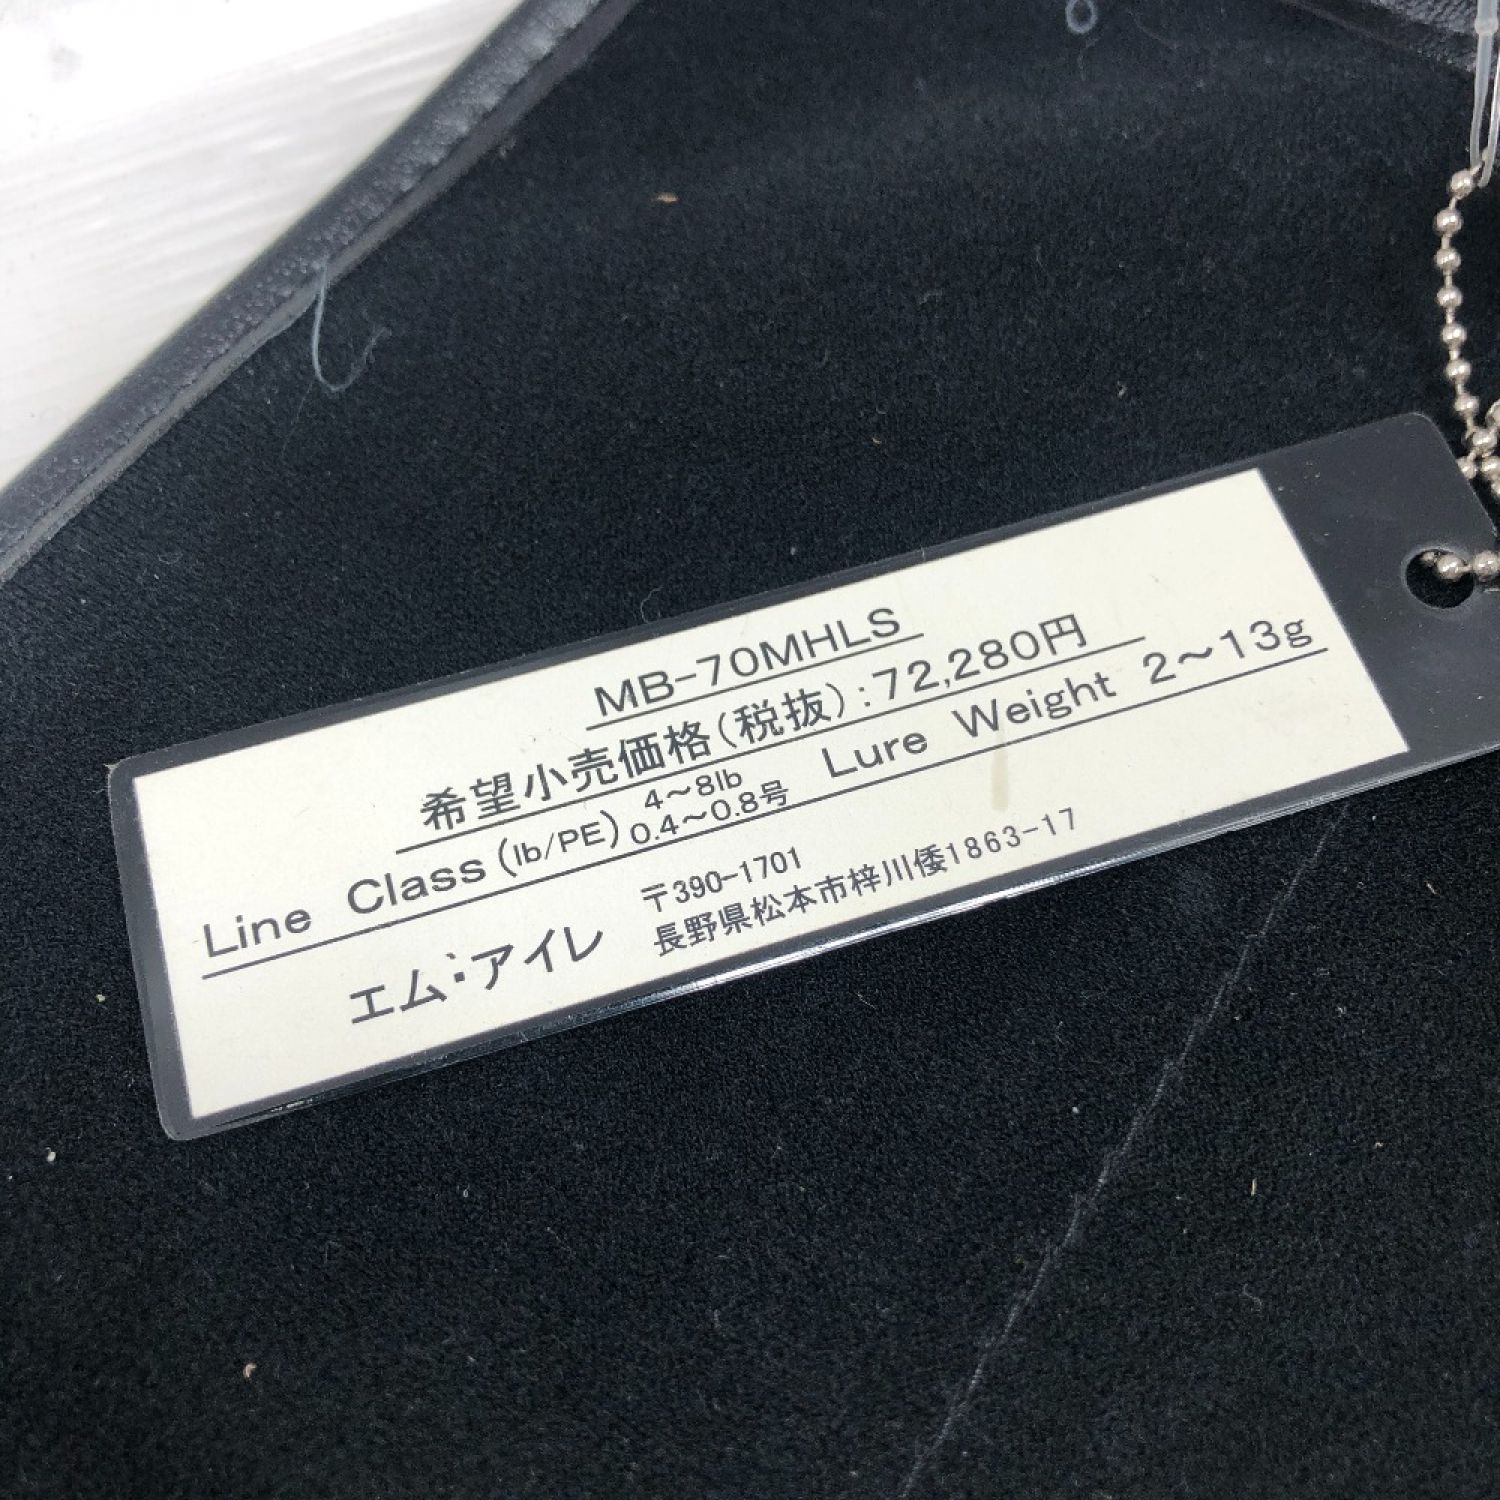 MB-70MHLS
希望小売価格(税抜):72,280円
Line Class(lb/PE) 4～8lb 0.4～0.8号 Lure Weight 2～13g
エム:アイレ
〒390-1701
長野県松本市梓川倭1863-17